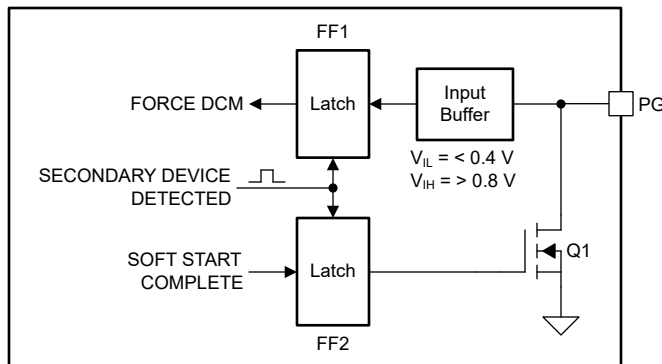 FF1
Latch
Input
Buffer
FORCE DCM
PG
V_IL = < 0.4 V
V_IH = > 0.8 V
SECONDARY DEVICE
DETECTED
SOFT START
COMPLETE
Latch
Q1
FF2